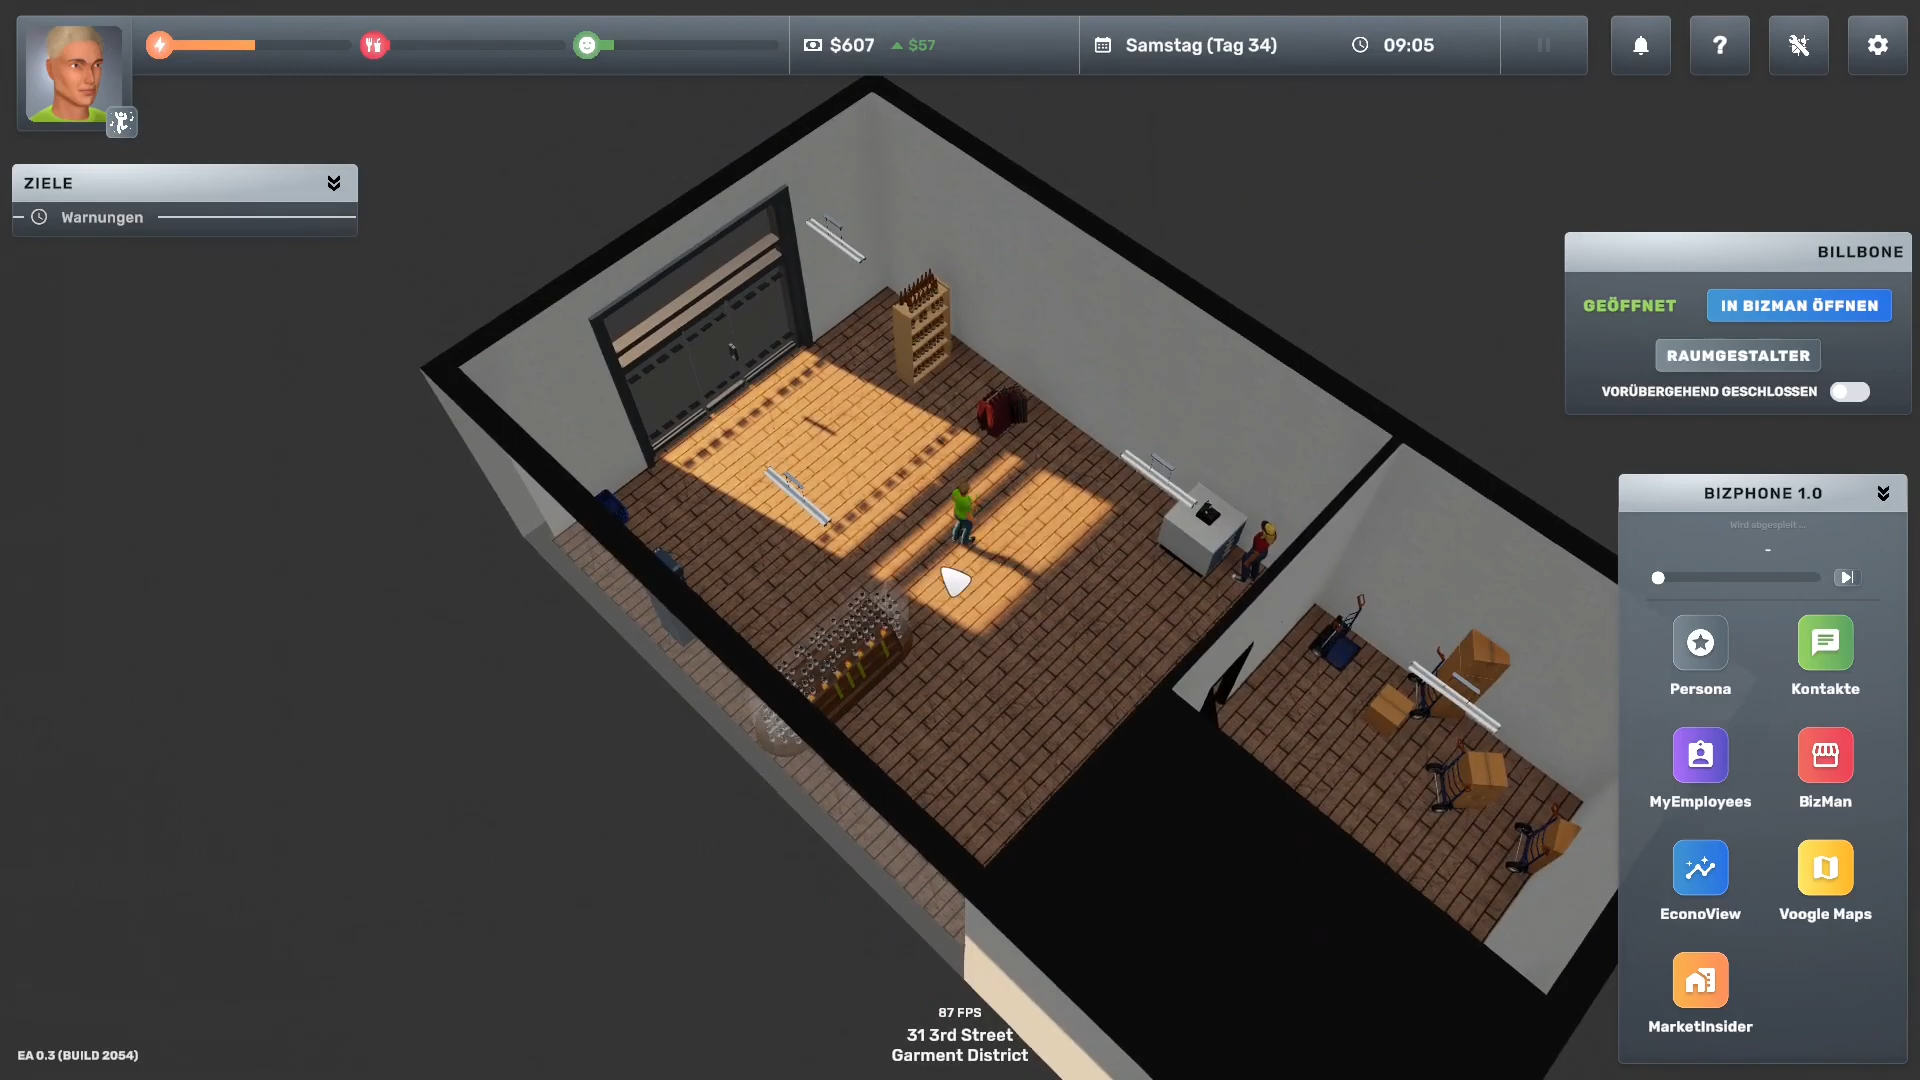 $607
$57
Samstag (Tag 34)
09:05
?
ZIELE
Warnungen
BILLBONE
GEÖFFNET
IN BIZMAN ÖFFNEN
RAUMGESTALTER
VORÜBERGEHEND GESCHLOSSEN
BIZPHONE 1.0
Wird abgespielt ...
-
Persona
Kontakte
MyEmployees
BizMan
EconoView
Voogle Maps
MarketInsider
87 FPS
31 3rd Street
Garment District
EA 0.3 (BUILD 2054)